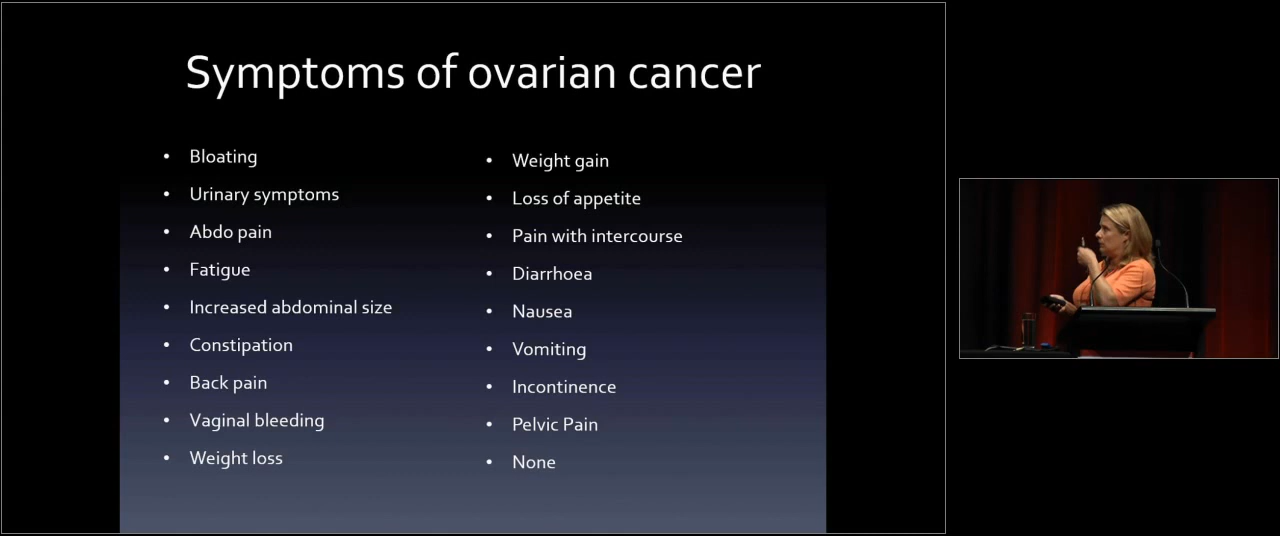 Symptoms of ovarian cancer
• Bloating
• Urinary symptoms
• Abdo pain
• Fatigue
• Increased abdominal size
• Constipation
• Back pain
• Vaginal bleeding
• Weight loss
• Weight gain
• Loss of appetite
• Pain with intercourse
• Diarrhoea
• Nausea
• Vomiting
• Incontinence
• Pelvic Pain
• None